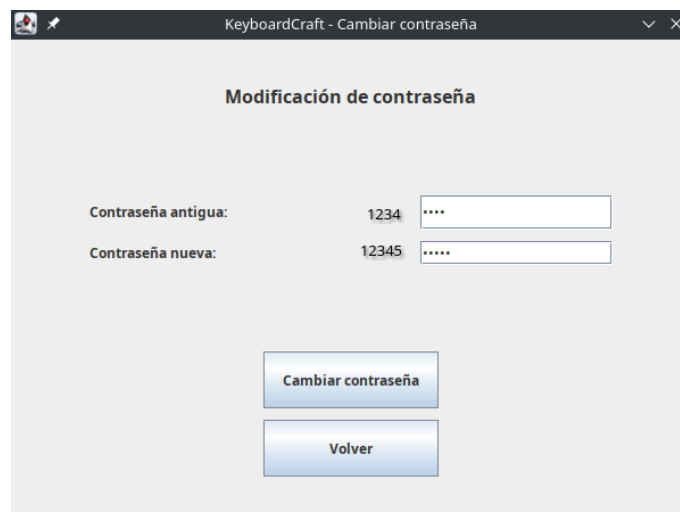 KeyboardCraft - Cambiar contraseña
Modificación de contraseña
Contraseña antigua: 1234 ••••
Contraseña nueva: 12345 •••••
Cambiar contraseña
Volver